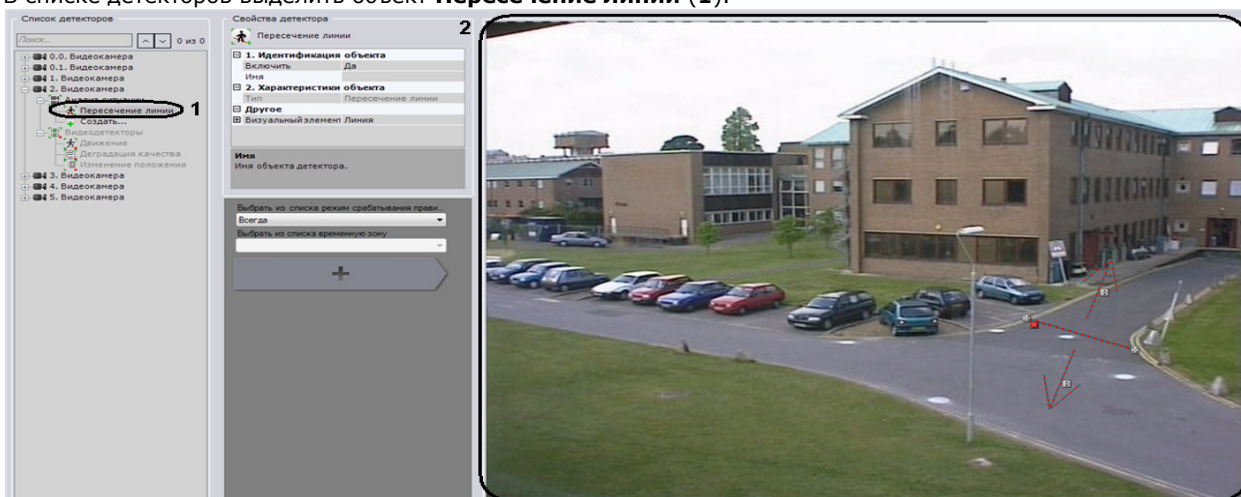 В списке детекторов выделить объект Пересечение линии (1).
Список детекторов
Поиск...
0 из 0
0.0. Видеокамера
0.1. Видеокамера
1. Видеокамера
2. Видеокамера
Анализ ситуации
Пересечение линии
1
Создать...
Видеодетекторы
Движение
Деградация качества
Изменение положения
3. Видеокамера
4. Видеокамера
5. Видеокамера
Свойства детектора
2
Пересечение линии
1. Идентификация объекта
Включить Да
Имя
2. Характеристики объекта
Тип Пересечение линии
Другое
Визуальный элемент Линия
Имя
Имя объекта детектора.
Выбрать из списка режим срабатывания прави...
Всегда
Выбрать из списка временную зону